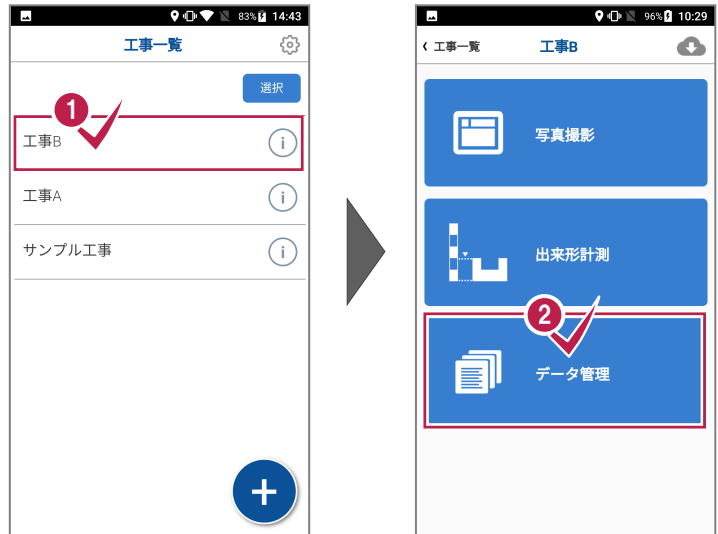 83% 14:43
工事一覧
選択
1
工事B
i
工事A
i
サンプル工事
i
+
96% 10:29
工事一覧
工事B
写真撮影
出来形計測
2
データ管理